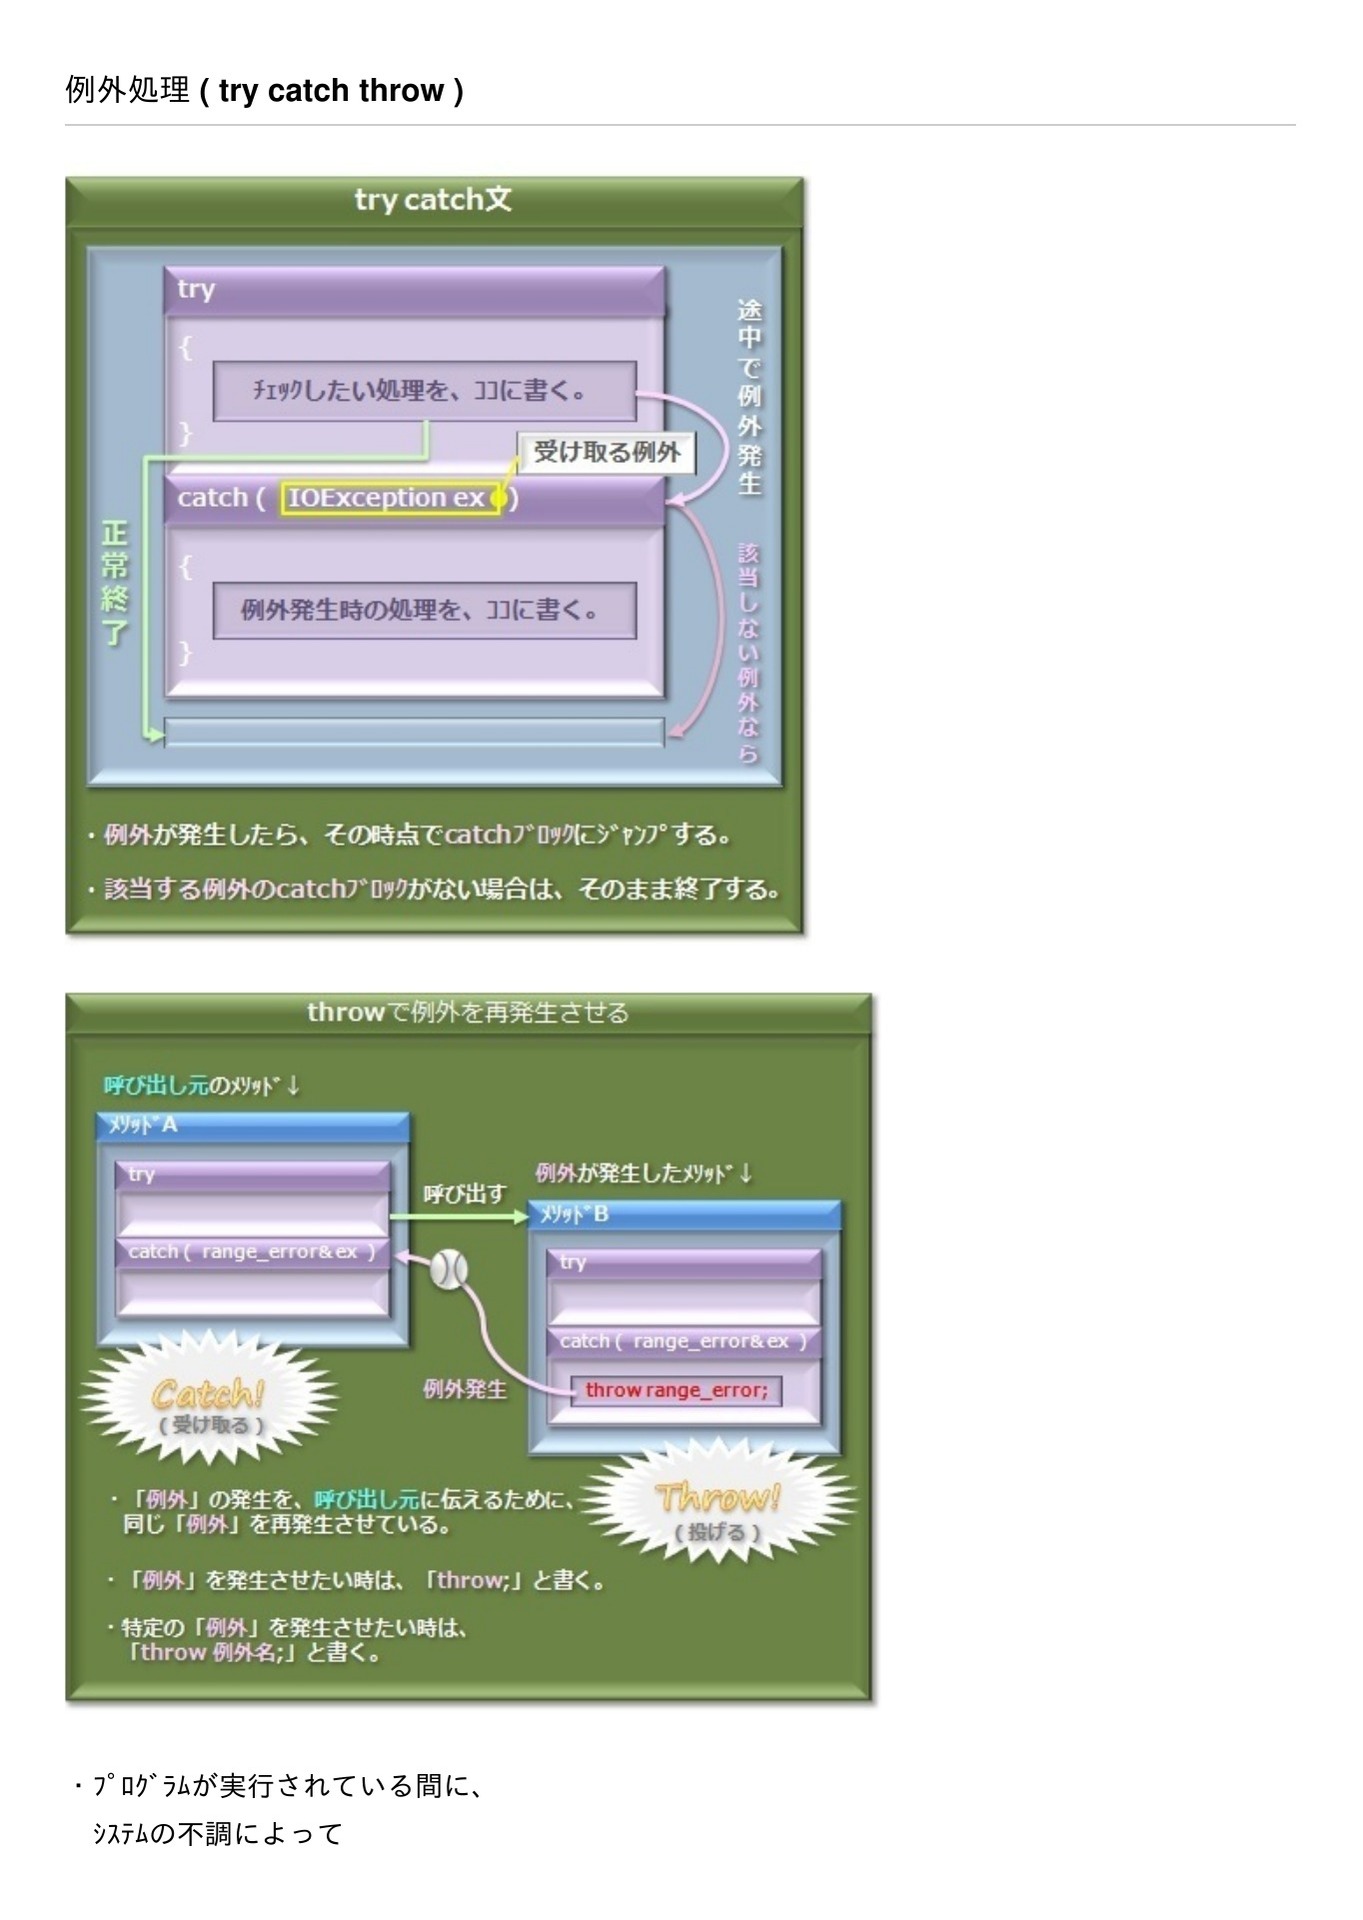 例外処理 ( try catch throw )
try catch文
try
{
ﾁｪｯｸしたい処理を、ｺｺに書く。
}
受け取る例外
catch ( IOException ex )
{
例外発生時の処理を、ｺｺに書く。
}
正常終了
途中で例外発生
該当しない例外なら
・例外が発生したら、その時点でcatchﾌﾞﾛｯｸにｼﾞｬﾝﾌﾟする。
・該当する例外のcatchﾌﾞﾛｯｸがない場合は、そのまま終了する。
throwで例外を再発生させる
呼び出し元のﾒｿｯﾄﾞ↓
ﾒｿｯﾄﾞA
try
catch ( range_error& ex )
呼び出す
例外が発生したﾒｿｯﾄﾞ↓
ﾒｿｯﾄﾞB
try
catch ( range_error& ex )
throw range_error;
例外発生
Catch!
( 受け取る )
Throw!
( 投げる )
・「例外」の発生を、呼び出し元に伝えるために、
同じ「例外」を再発生させている。
・「例外」を発生させたい時は、「throw;」と書く。
・特定の「例外」を発生させたい時は、
「throw 例外名;」と書く。
・ﾌﾟﾛｸﾞﾗﾑが実行されている間に、
ｼｽﾃﾑの不調によって